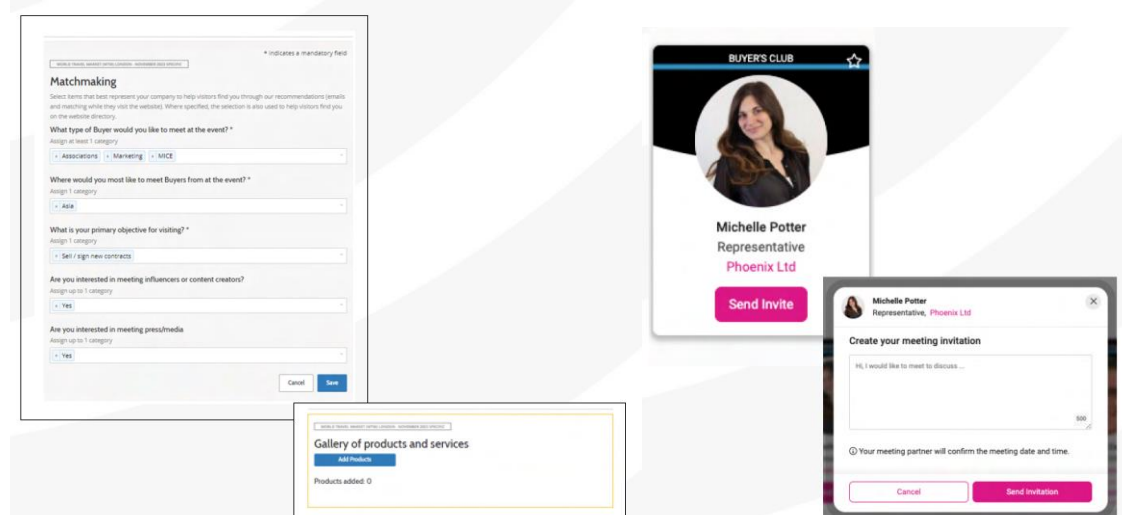 * indicates a mandatory field
Matchmaking
Select items that best represent your company to help visitors find you through our recommendations (emails
and matching while they visit the website). Where specified, the selection is also used to help visitors find you
on the website directory.
What type of Buyer would you like to meet at the event? *
Assign at least 1 category
× Associations × Marketing × MICE
Where would you most like to meet Buyers from at the event? *
Assign 1 category
× Asia
What is your primary objective for visiting? *
Assign 1 category
× Sell / sign new contracts
Are you interested in meeting influencers or content creators?
Assign up to 1 category
× Yes
Are you interested in meeting press/media
Assign up to 1 category
× Yes
Cancel Save
Gallery of products and services
Add Products
Products added: 0
BUYER'S CLUB
Michelle Potter
Representative
Phoenix Ltd
Send Invite
Michelle Potter
Representative, Phoenix Ltd
Create your meeting invitation
Hi, I would like to meet to discuss ...
500
Your meeting partner will confirm the meeting date and time.
Cancel Send Invitation